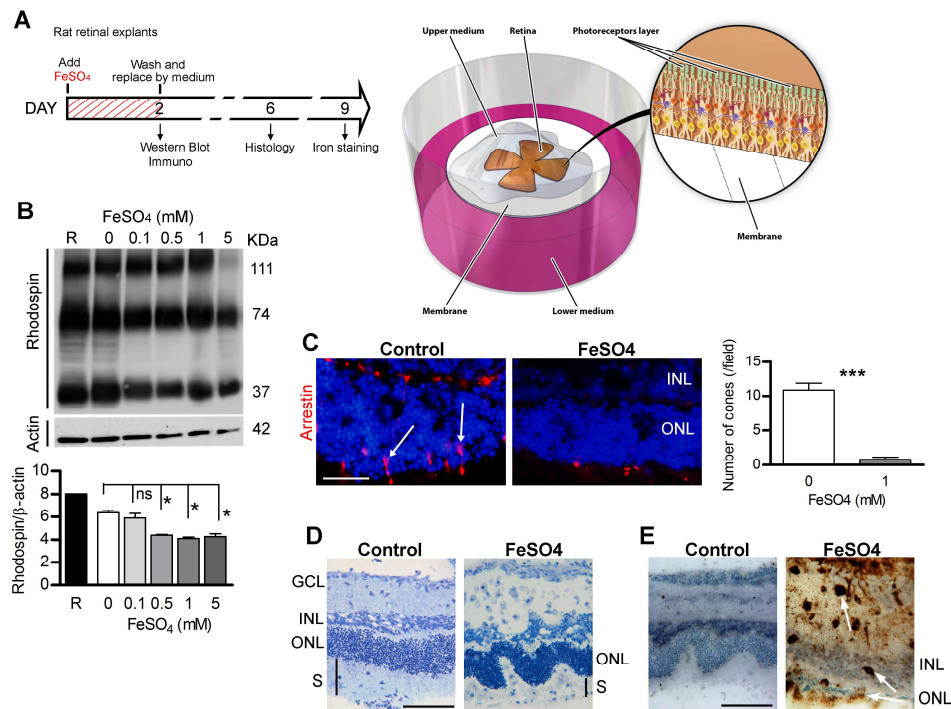 A
Rat retinal explants
Add
FeSO4
Wash and
replace by medium
DAY
2
6
9
Western Blot
Immuno
Histology
Iron staining
Upper medium
Retina
Photoreceptors layer
Membrane
Membrane
Lower medium
B
FeSO4 (mM)
R 0 0.1 0.5 1 5 KDa
Rhodospin
111
74
37
Actin
42
Rhodospin/β-actin
10
8
6
4
2
0
ns * * *
R 0 0.1 0.5 1 5
FeSO4 (mM)
C
Control
FeSO4
Arrestin
INL
ONL
Number of cones (/field)
15
10
5
0
***
0 1
FeSO4 (mM)
D
Control
FeSO4
GCL
INL
ONL
S
ONL
S
E
Control
FeSO4
INL
ONL